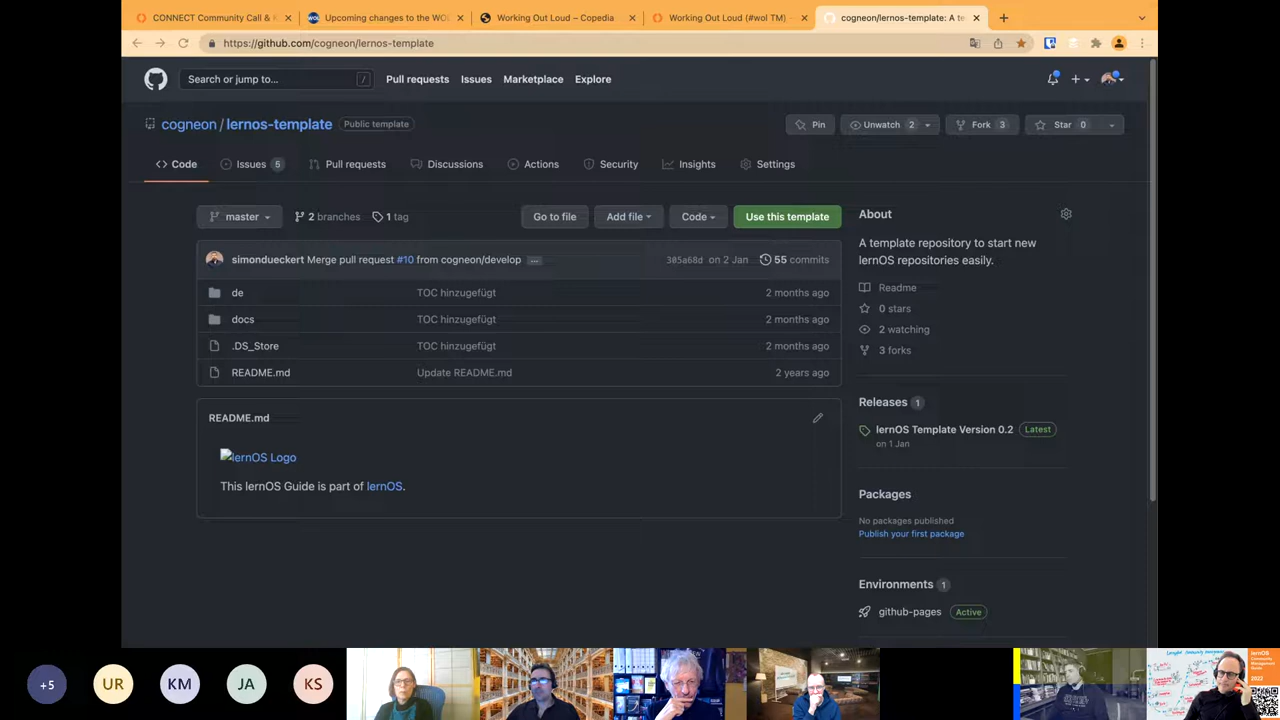 CONNECT Community Call & K
Upcoming changes to the WOL
Working Out Loud – Copedia
Working Out Loud (#wol TM)
cogneon/lernos-template: A te
https://github.com/cogneon/lernos-template
Search or jump to... /
Pull requests Issues Marketplace Explore
cogneon / lernos-template Public template
Pin Unwatch 2 Fork 3 Star 0
<> Code Issues 5 Pull requests Discussions Actions Security Insights Settings
master 2 branches 1 tag Go to file Add file Code Use this template
simondueckert Merge pull request #10 from cogneon/develop ... 305a68d on 2 Jan 55 commits
de TOC hinzugefügt 2 months ago
docs TOC hinzugefügt 2 months ago
.DS_Store TOC hinzugefügt 2 months ago
README.md Update README.md 2 years ago
README.md
lernOS Logo
This lernOS Guide is part of lernOS.
About
A template repository to start new
lernOS repositories easily.
Readme
0 stars
2 watching
3 forks
Releases 1
lernOS Template Version 0.2 Latest
on 1 Jan
Packages
No packages published
Publish your first package
Environments 1
github-pages Active
+5 UR KM JA KS
lernOS
Community
Management
Guide
2022